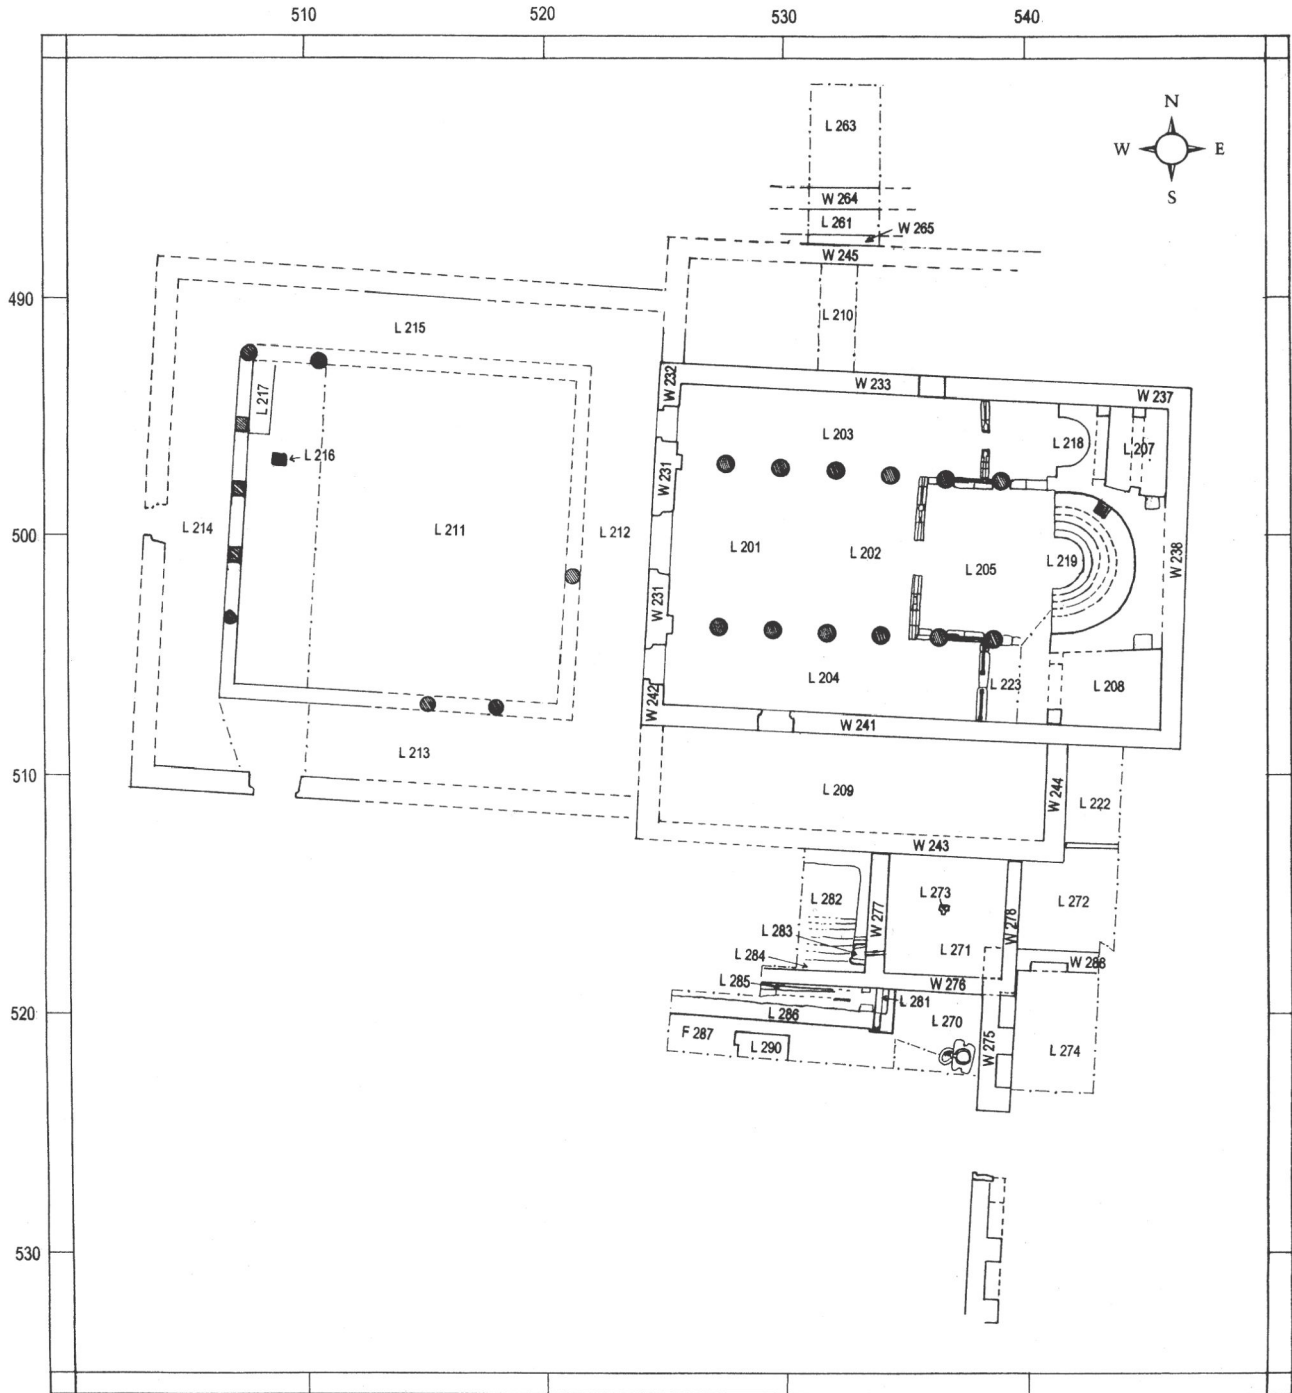 510 520 530 540
N
W E
S
L 263
W 264
L 261
W 265
W 245
490
L 210
L 215
W 232
W 233
W 237
L 217
L 203
L 218
L 207
L 216
W 231
500
L 214
L 211
L 212
L 201
L 202
L 205
L 219
W 238
W 231
L 204
L 223
L 208
W 242
W 241
L 213
510
L 209
W 244
L 222
W 243
L 282
L 273
L 272
W 277
W 278
L 283
L 284
L 271
W 288
L 285
W 276
L 281
520
L 286
L 270
F 287
L 290
W 275
L 274
530